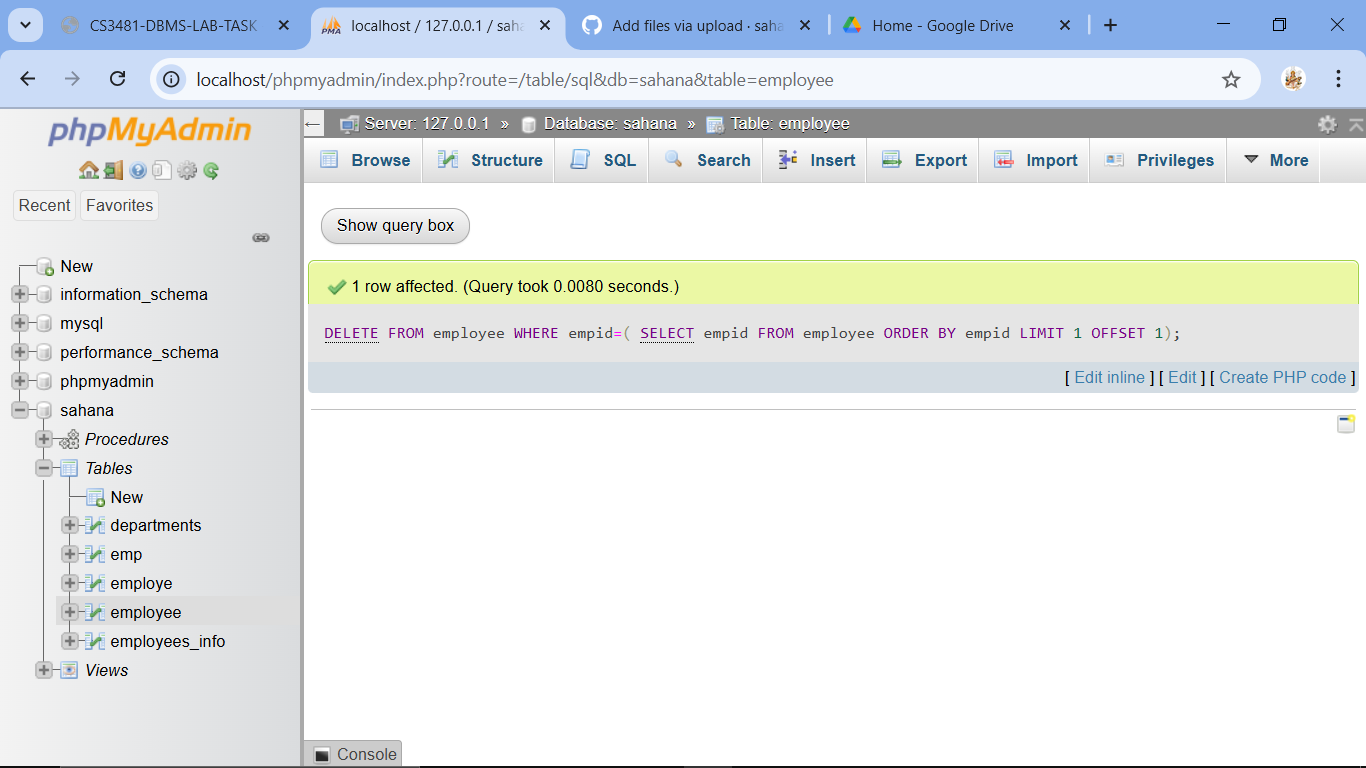 CS3481-DBMS-LAB-TASK
localhost / 127.0.0.1 / saha
Add files via upload · saha
Home - Google Drive
localhost/phpmyadmin/index.php?route=/table/sql&db=sahana&table=employee
phpMyAdmin
Recent Favorites
New
information_schema
mysql
performance_schema
phpmyadmin
sahana
Procedures
Tables
New
departments
emp
employe
employee
employees_info
Views
Server: 127.0.0.1 » Database: sahana » Table: employee
Browse Structure SQL Search Insert Export Import Privileges More
Show query box
1 row affected. (Query took 0.0080 seconds.)
DELETE FROM employee WHERE empid=( SELECT empid FROM employee ORDER BY empid LIMIT 1 OFFSET 1);
[ Edit inline ] [ Edit ] [ Create PHP code ]
Console